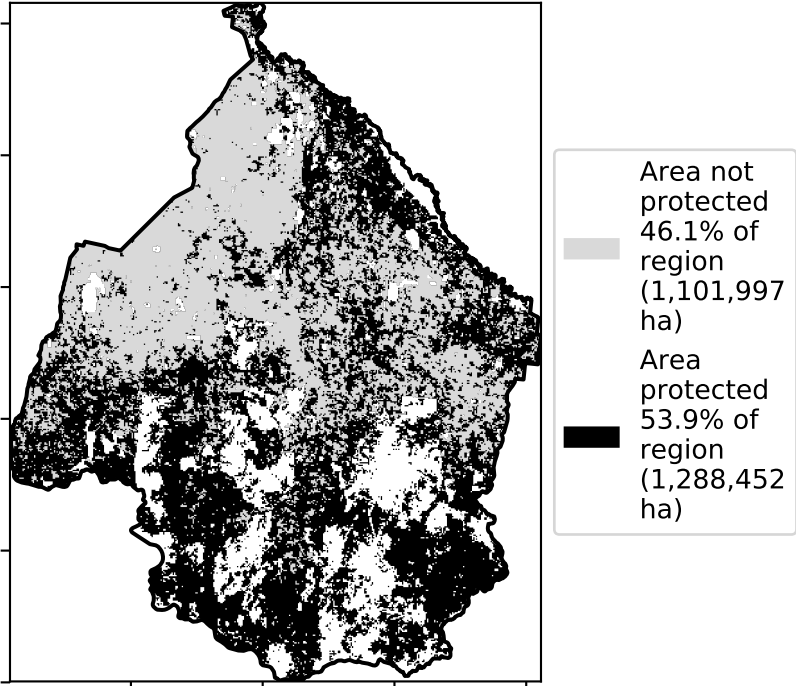 Area not
protected
46.1% of
region
(1,101,997
ha)
Area
protected
53.9% of
region
(1,288,452
ha)